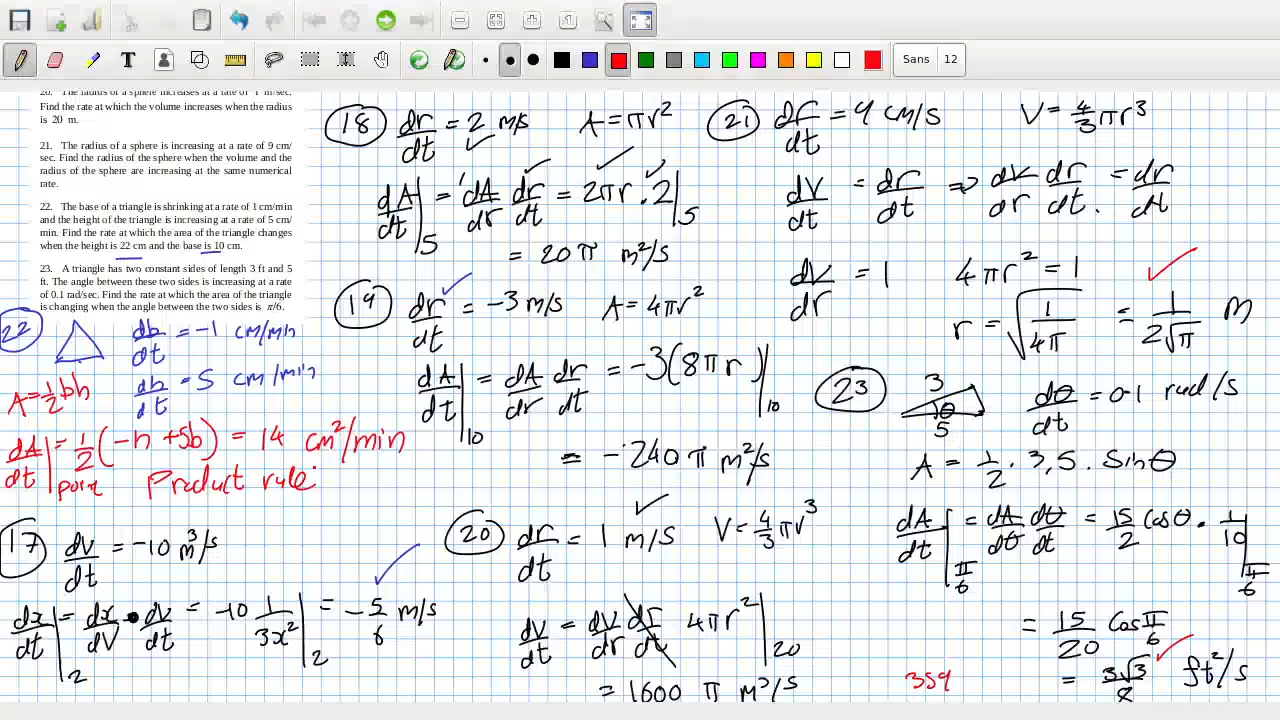 Sans 12
20. The radius of a sphere increases at a rate of 1 m/sec.
Find the rate at which the volume increases when the radius
is 20 m.
21. The radius of a sphere is increasing at a rate of 9 cm/
sec. Find the radius of the sphere when the volume and the
radius of the sphere are increasing at the same numerical
rate.
22. The base of a triangle is shrinking at a rate of 1 cm/min
and the height of the triangle is increasing at a rate of 5 cm/
min. Find the rate at which the area of the triangle changes
when the height is 22 cm and the base is 10 cm.
23. A triangle has two constant sides of length 3 ft and 5
ft. The angle between these two sides is increasing at a rate
of 0.1 rad/sec. Find the rate at which the area of the triangle
is changing when the angle between the two sides is π/6.
22 db/dt = -1 cm/min
dh/dt = 5 cm/min
A = 1/2 bh
dA/dt | point = 1/2 (-h + 5b) = 14 cm²/min
Product rule
17 dV/dt = -10 m³/s
dx/dt |2 = dx/dV · dV/dt = -10 1/3x² |2 = -5/6 m/s
18 dr/dt = 2 m/s A = πr²
dA/dt |5 = dA/dr dr/dt = 2πr · 2 |5
= 20π m²/s
19 dr/dt = -3 m/s A = 4πr²
dA/dt |10 = dA/dr dr/dt = -3(8πr) |10
= -240π m²/s
20 dr/dt = 1 m/s V = 4/3 πr³
dV/dt = dV/dr dr/dt 4πr² |20
= 1600 π m³/s
21 dr/dt = 9 cm/s V = 4/3 πr³
dV/dt = dr/dt ⇒ dV/dr dr/dt. = dr/dt
dV/dr = 1 4πr² = 1
r = √(1/4π) = 1/2√π m
23 3 θ 5 dθ/dt = 0.1 rad/s
A = 1/2 · 3,5 · Sinθ
dA/dt |π/6 = dA/dθ dθ/dt = 15/2 cosθ · 1/10 |π/6
= 15/20 Cos π/6
= 3√3/8 ft²/s
359